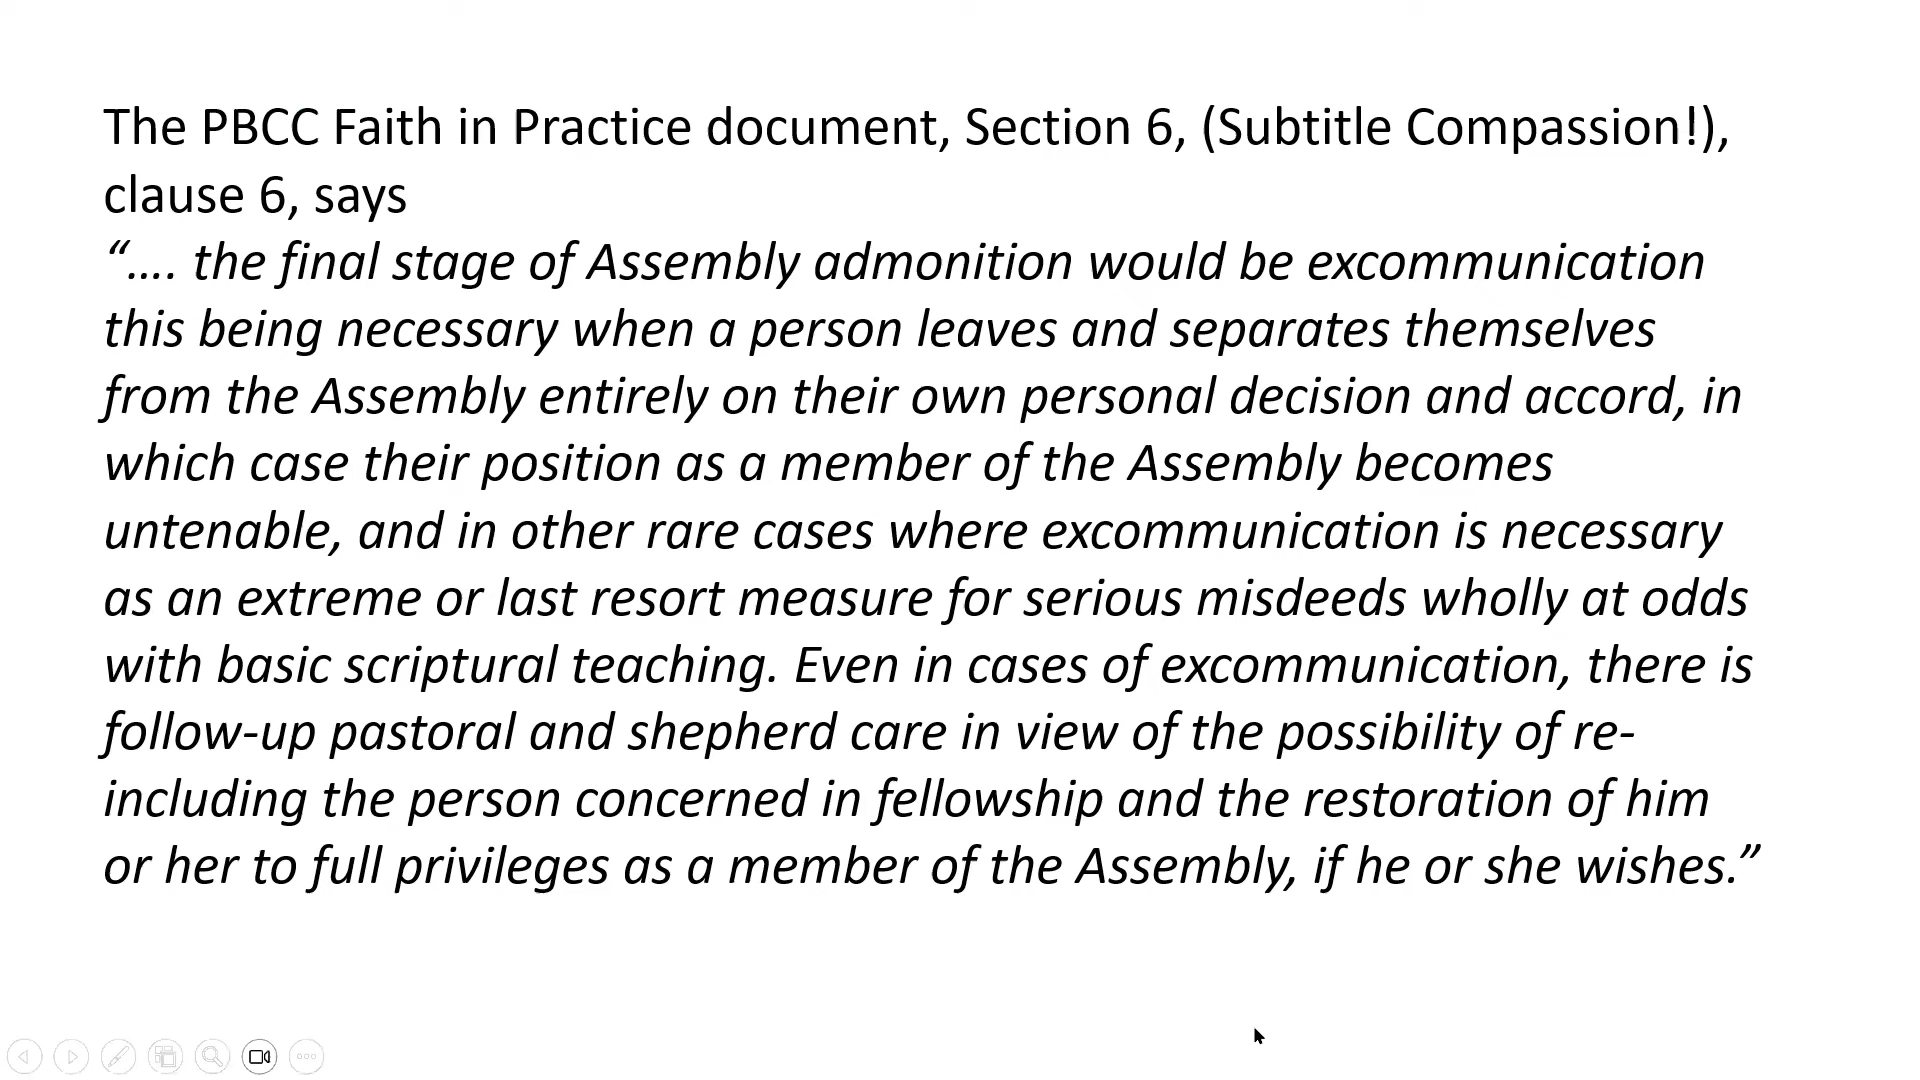 The PBCC Faith in Practice document, Section 6, (Subtitle Compassion!),
clause 6, says
“…. the final stage of Assembly admonition would be excommunication
this being necessary when a person leaves and separates themselves
from the Assembly entirely on their own personal decision and accord, in
which case their position as a member of the Assembly becomes
untenable, and in other rare cases where excommunication is necessary
as an extreme or last resort measure for serious misdeeds wholly at odds
with basic scriptural teaching. Even in cases of excommunication, there is
follow-up pastoral and shepherd care in view of the possibility of re-
including the person concerned in fellowship and the restoration of him
or her to full privileges as a member of the Assembly, if he or she wishes.”